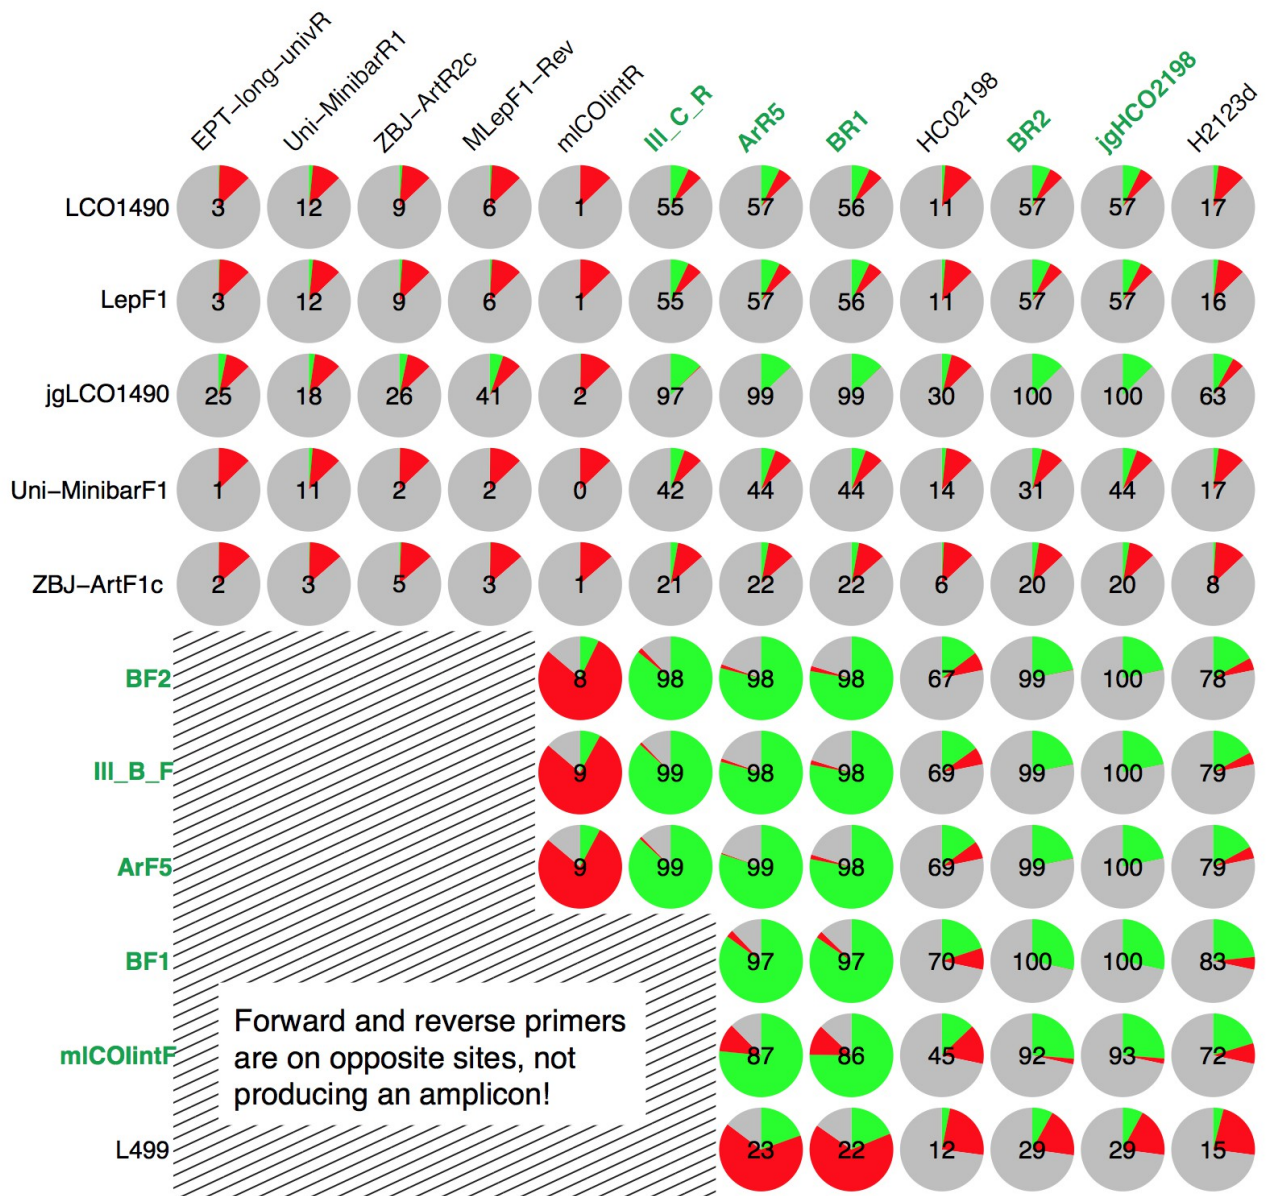 EPT–long–univR Uni–MinibarR1 ZBJ–ArtR2c MLepF1–Rev mlCOIintR III_C_R ArR5 BR1 HC02198 BR2 jgHCO2198 H2123d
LCO1490 3 12 9 6 1 55 57 56 11 57 57 17
LepF1 3 12 9 6 1 55 57 56 11 57 57 16
jgLCO1490 25 18 26 41 2 97 99 99 30 100 100 63
Uni–MinibarF1 1 11 2 2 0 42 44 44 14 31 44 17
ZBJ–ArtF1c 2 3 5 3 1 21 22 22 6 20 20 8
BF2 8 98 98 98 67 99 100 78
III_B_F 9 99 98 98 69 99 100 79
ArF5 9 99 99 98 69 99 100 79
BF1 97 97 70 100 100 83
mlCOIintF 87 86 45 92 93 72
L499 23 22 12 29 29 15
Forward and reverse primers
are on opposite sites, not
producing an amplicon!